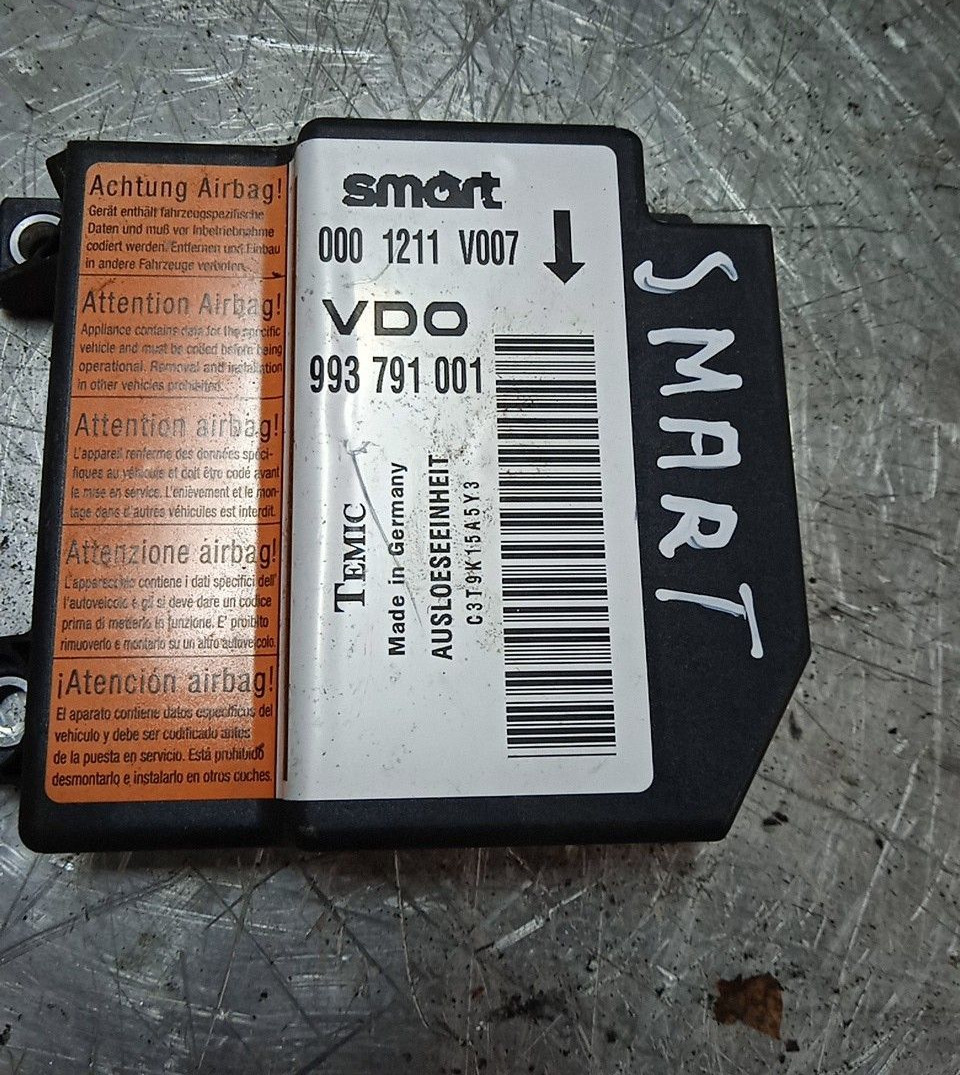 Achtung Airbag!
Gerät enthält fahrzeugspezifische
Daten und muß vor Inbetriebnahme
codiert werden. Entfernen und Einbau
in andere Fahrzeuge verboten.
Attention Airbag!
Appliance contains data for the specific
vehicle and must be coded before being
operational. Removal and installation
in other vehicles prohibited.
Attention airbag!
L'appareil renferme des données spéci-
fiques au véhicule et doit être codé avant
la mise en service. L'enièvement et le mon-
tage dans d'autres véhicules est interdit.
Attenzione airbag!
L'apparecchio contiene i dati specifici dell'
l'autoveicolo e gli si deve dare un codice
prima di metterlo in funzione. E' proibito
rimuoverlo e montarlo su un altro autoveicolo.
¡Atención airbag!
El aparato contiene datos específicos del
vehículo y debe ser codificado antes
de la puesta en servicio. Está prohibido
desmontarlo e instalarlo en otros coches.
smart
000 1211 V007
VDO
993 791 001
TEMIC
Made in Germany
AUSLOESEEINHEIT
C3T9K15A5Y3
SMART